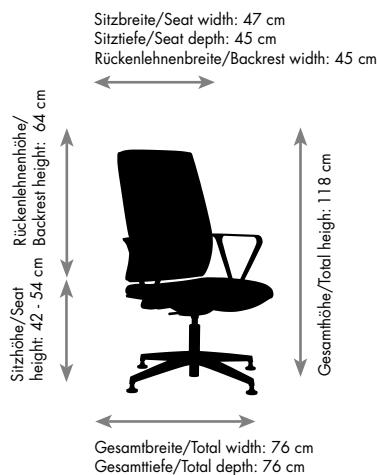 Sitzbreite/Seat width: 47 cm
Sitztiefe/Seat depth: 45 cm
Rückenlehnenbreite/Backrest width: 45 cm
Rückenlehnenhöhe/
Backrest height:  64 cm
Sitzhöhe/Seat
height: 42 - 54 cm
Gesamthöhe/Total heigh: 118 cm
Gesamtbreite/Total width: 76 cm
Gesamttiefe/Total depth: 76 cm